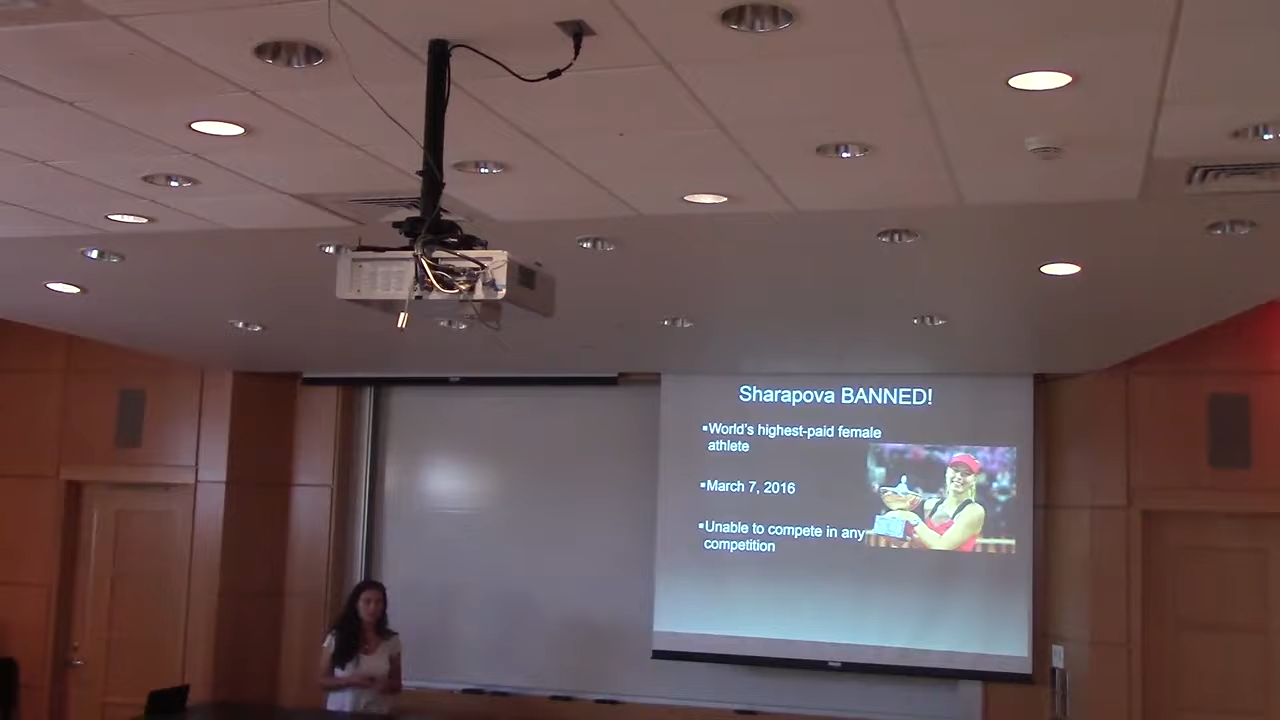 Sharapova BANNED!
▪World's highest-paid female
athlete
▪March 7, 2016
▪Unable to compete in any
competition